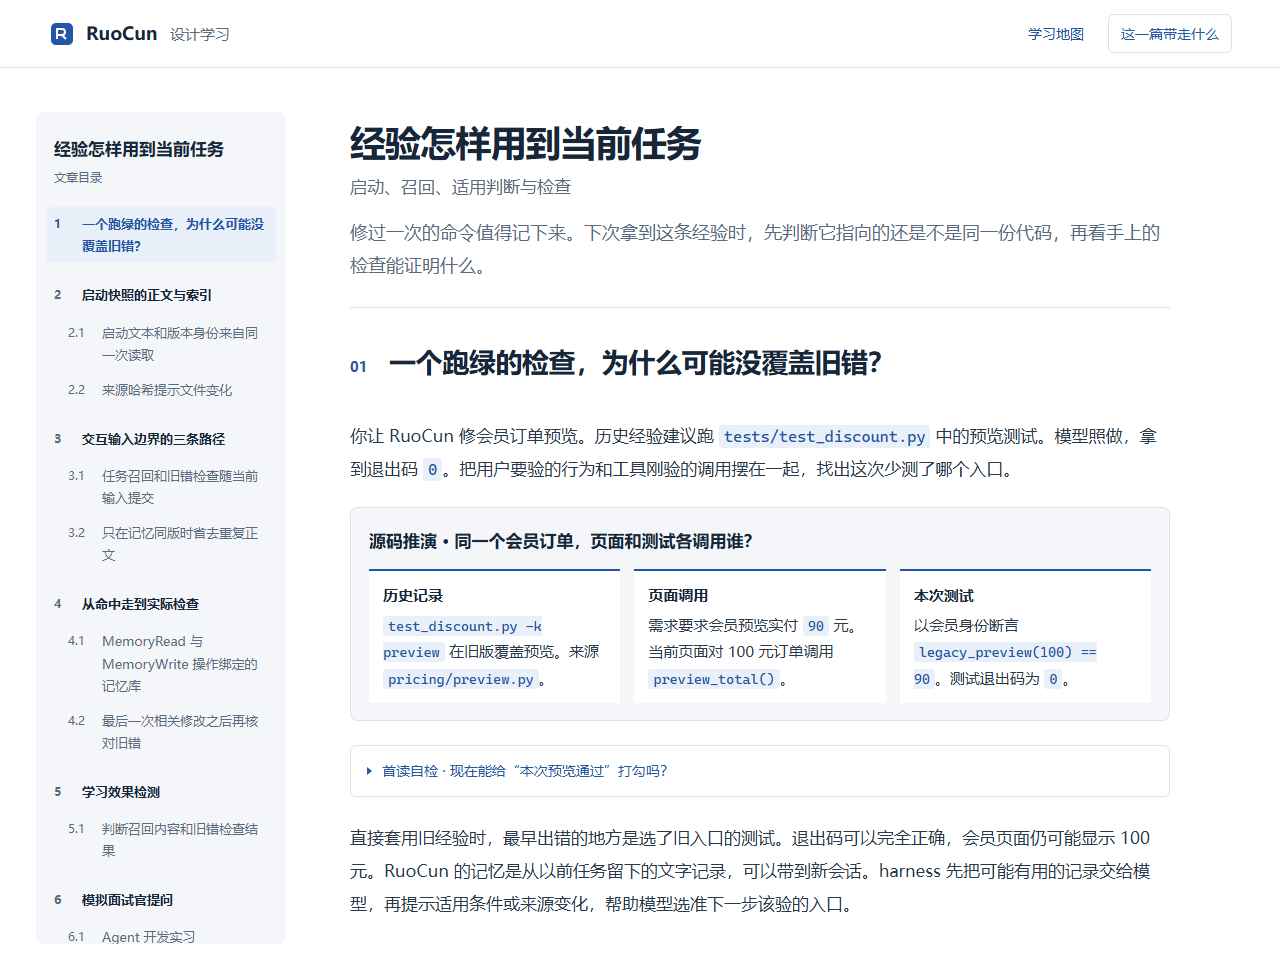 R RuoCun 设计学习
学习地图
这一篇带走什么
经验怎样用到当前任务
文章目录
1 一个跑绿的检查，为什么可能没
覆盖旧错？
2 启动快照的正文与索引
2.1 启动文本和版本身份来自同
一次读取
2.2 来源哈希提示文件变化
3 交互输入边界的三条路径
3.1 任务召回和旧错检查随当前
输入提交
3.2 只在记忆同版时省去重复正
文
4 从命中走到实际检查
4.1 MemoryRead 与
MemoryWrite 操作绑定的
记忆库
4.2 最后一次相关修改之后再核
对旧错
5 学习效果检测
5.1 判断召回内容和旧错检查结
果
6 模拟面试官提问
6.1 Agent 开发实习
经验怎样用到当前任务
启动、召回、适用判断与检查
修过一次的命令值得记下来。下次拿到这条经验时，先判断它指向的还是不是同一份代码，再看手上的
检查能证明什么。
01 一个跑绿的检查，为什么可能没覆盖旧错？
你让 RuoCun 修会员订单预览。历史经验建议跑 tests/test_discount.py 中的预览测试。模型照做，拿
到退出码 0。把用户要验的行为和工具刚验的调用摆在一起，找出这次少测了哪个入口。
源码推演 · 同一个会员订单，页面和测试各调用谁？
历史记录
test_discount.py -k
preview 在旧版覆盖预览。来源
pricing/preview.py。
页面调用
需求要求会员预览实付 90 元。
当前页面对 100 元订单调用
preview_total()。
本次测试
以会员身份断言
legacy_preview(100) ==
90。测试退出码为 0。
首读自检 · 现在能给“本次预览通过”打勾吗？
直接套用旧经验时，最早出错的地方是选了旧入口的测试。退出码可以完全正确，会员页面仍可能显示 100
元。RuoCun 的记忆是从以前任务留下的文字记录，可以带到新会话。harness 先把可能有用的记录交给模
型，再提示适用条件或来源变化，帮助模型选准下一步该验的入口。